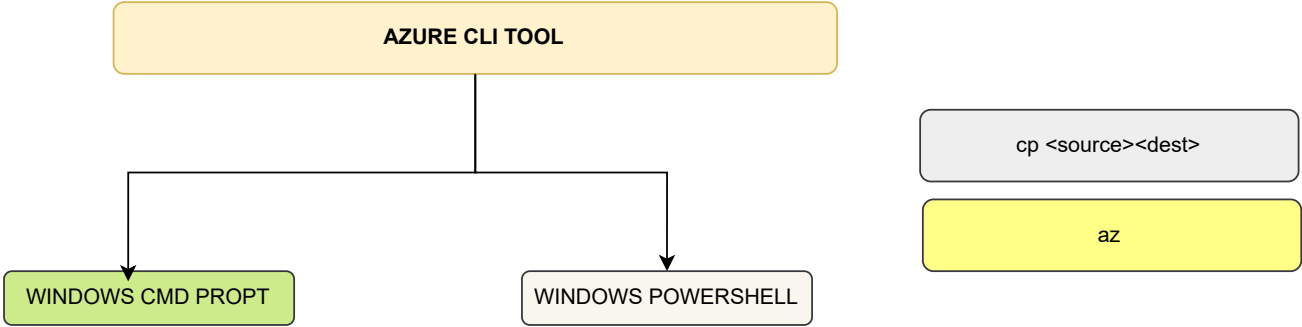 AZURE CLI TOOL
cp <source><dest>
az
WINDOWS CMD PROPT
WINDOWS POWERSHELL